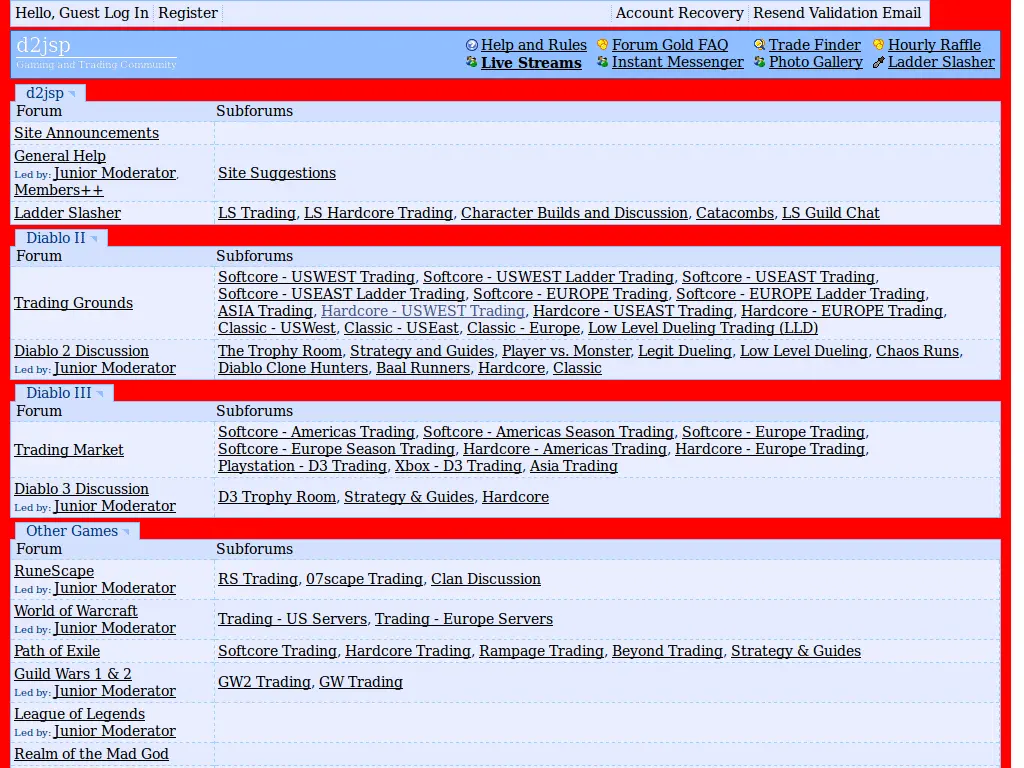 Hello, Guest Log In Register Account Recovery Resend Validation Email
d2jsp
Gaming and Trading Community
Help and Rules Forum Gold FAQ Trade Finder Hourly Raffle
Live Streams Instant Messenger Photo Gallery Ladder Slasher
d2jsp
Forum Subforums
Site Announcements
General Help
Led by: Junior Moderator,
Members++
Site Suggestions
Ladder Slasher LS Trading, LS Hardcore Trading, Character Builds and Discussion, Catacombs, LS Guild Chat
Diablo II
Forum Subforums
Trading Grounds
Softcore - USWEST Trading, Softcore - USWEST Ladder Trading, Softcore - USEAST Trading,
Softcore - USEAST Ladder Trading, Softcore - EUROPE Trading, Softcore - EUROPE Ladder Trading,
ASIA Trading, Hardcore - USWEST Trading, Hardcore - USEAST Trading, Hardcore - EUROPE Trading,
Classic - USWest, Classic - USEast, Classic - Europe, Low Level Dueling Trading (LLD)
Diablo 2 Discussion
Led by: Junior Moderator
The Trophy Room, Strategy and Guides, Player vs. Monster, Legit Dueling, Low Level Dueling, Chaos Runs,
Diablo Clone Hunters, Baal Runners, Hardcore, Classic
Diablo III
Forum Subforums
Trading Market
Softcore - Americas Trading, Softcore - Americas Season Trading, Softcore - Europe Trading,
Softcore - Europe Season Trading, Hardcore - Americas Trading, Hardcore - Europe Trading,
Playstation - D3 Trading, Xbox - D3 Trading, Asia Trading
Diablo 3 Discussion
Led by: Junior Moderator
D3 Trophy Room, Strategy & Guides, Hardcore
Other Games
Forum Subforums
RuneScape
Led by: Junior Moderator
RS Trading, 07scape Trading, Clan Discussion
World of Warcraft
Led by: Junior Moderator
Trading - US Servers, Trading - Europe Servers
Path of Exile Softcore Trading, Hardcore Trading, Rampage Trading, Beyond Trading, Strategy & Guides
Guild Wars 1 & 2
Led by: Junior Moderator
GW2 Trading, GW Trading
League of Legends
Led by: Junior Moderator
Realm of the Mad God